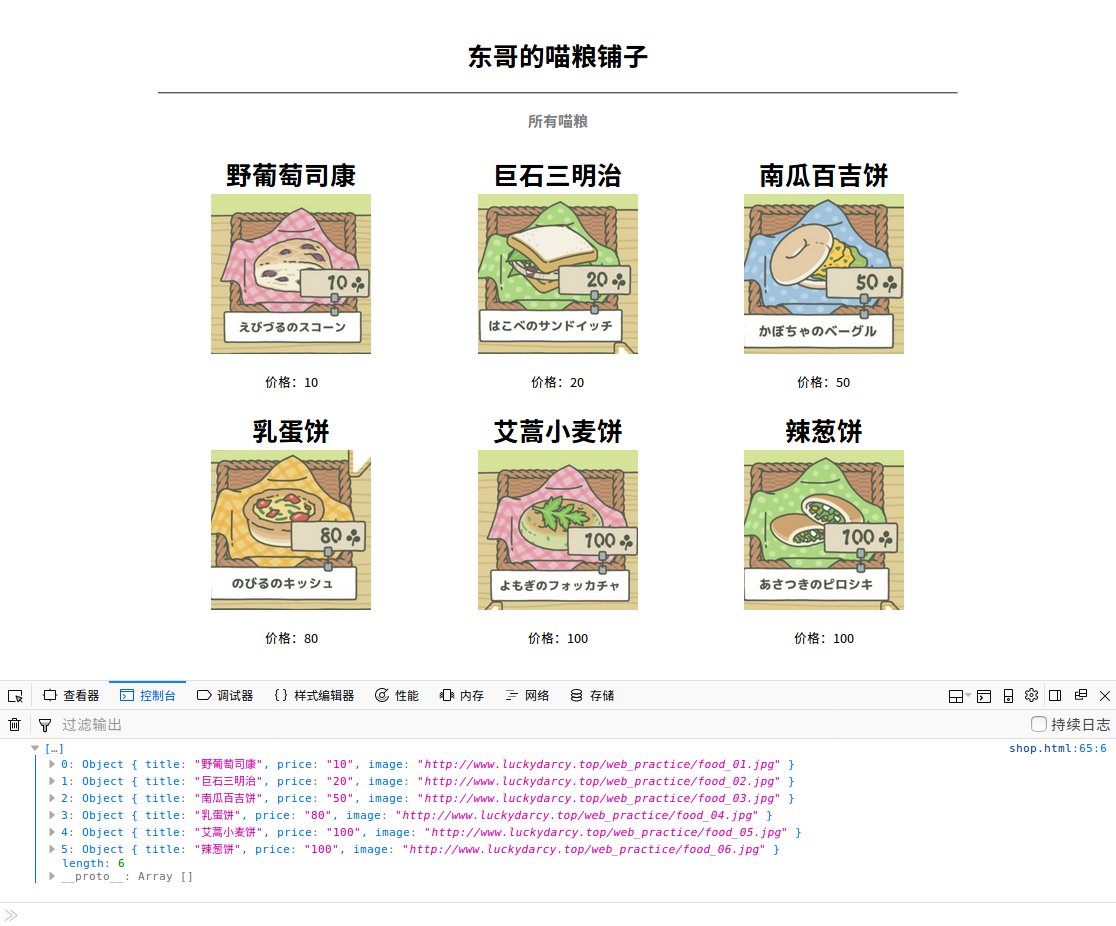 东哥的喵粮铺子
所有喵粮
野葡萄司康
巨石三明治
南瓜百吉饼
10
えびづるのスコーン
20
はこべのサンドイッチ
50
かぼちゃのベーグル
价格：10
价格：20
价格：50
乳蛋饼
艾蒿小麦饼
辣葱饼
80
のびるのキッシュ
100
よもぎのフォッカチャ
100
あさつきのピロシキ
价格：80
价格：100
价格：100
查看器 控制台 调试器 {} 样式编辑器 性能 内存 网络 存储
过滤输出 持续日志
[…] shop.html:65:6
0: Object { title: "野葡萄司康", price: "10", image: "http://www.luckydarcy.top/web_practice/food_01.jpg" }
1: Object { title: "巨石三明治", price: "20", image: "http://www.luckydarcy.top/web_practice/food_02.jpg" }
2: Object { title: "南瓜百吉饼", price: "50", image: "http://www.luckydarcy.top/web_practice/food_03.jpg" }
3: Object { title: "乳蛋饼", price: "80", image: "http://www.luckydarcy.top/web_practice/food_04.jpg" }
4: Object { title: "艾蒿小麦饼", price: "100", image: "http://www.luckydarcy.top/web_practice/food_05.jpg" }
5: Object { title: "辣葱饼", price: "100", image: "http://www.luckydarcy.top/web_practice/food_06.jpg" }
length: 6
__proto__: Array []